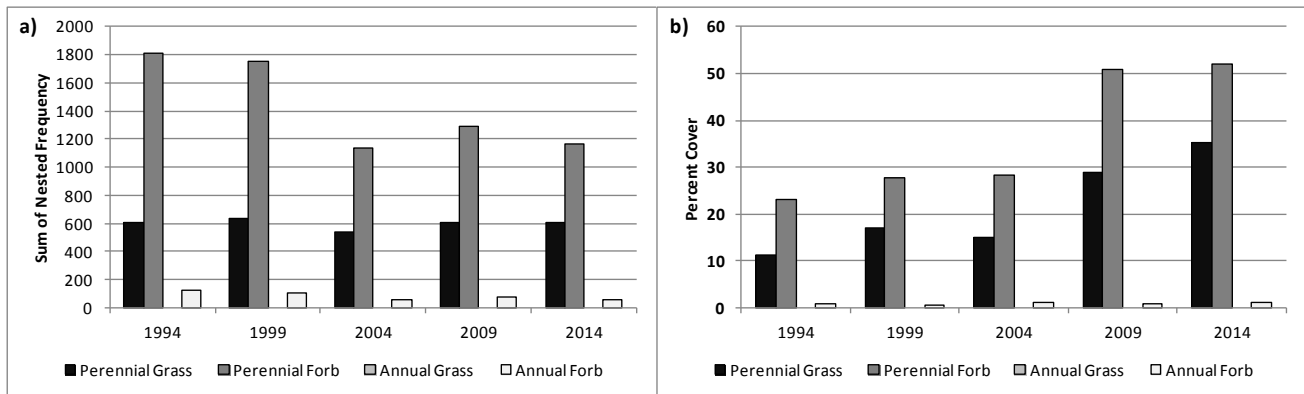 a)
Sum of Nested Frequency
2000
1800
1600
1400
1200
1000
800
600
400
200
0
1994 1999 2004 2009 2014
Perennial Grass Perennial Forb Annual Grass Annual Forb
b)
Percent Cover
60
50
40
30
20
10
0
1994 1999 2004 2009 2014
Perennial Grass Perennial Forb Annual Grass Annual Forb